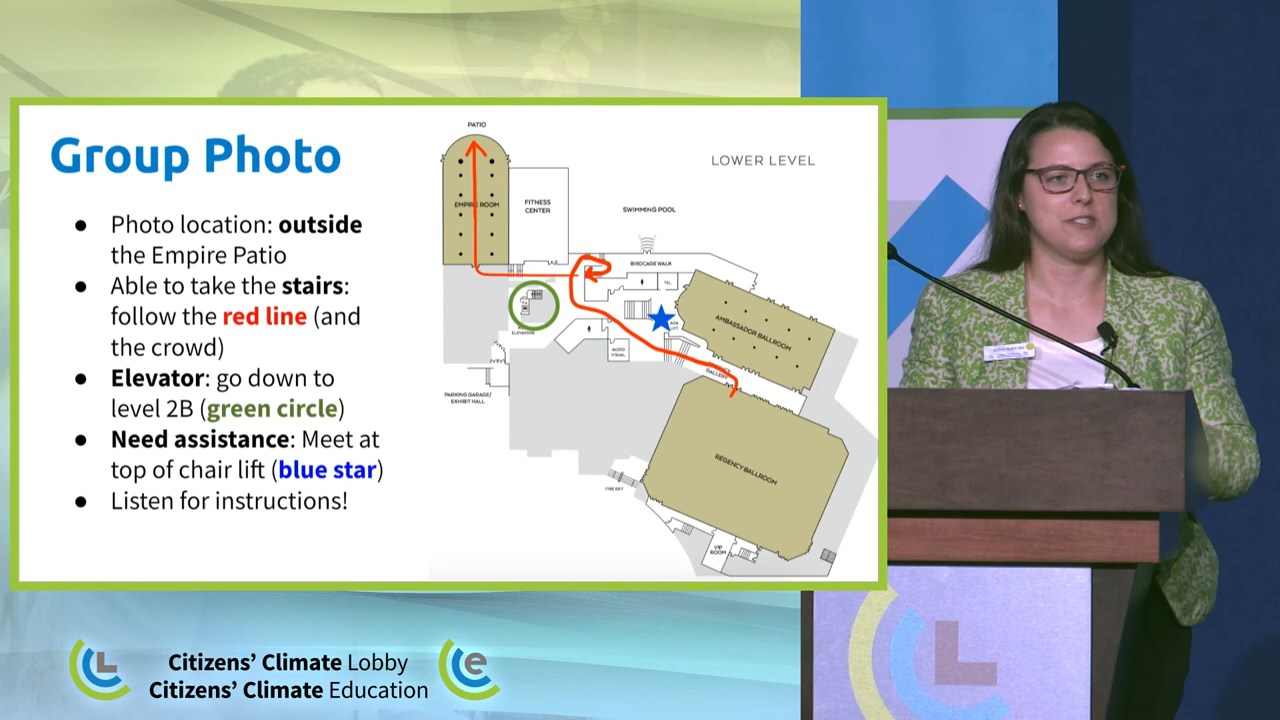 Group Photo
● Photo location: outside
the Empire Patio
● Able to take the stairs:
follow the red line (and
the crowd)
● Elevator: go down to
level 2B (green circle)
● Need assistance: Meet at
top of chair lift (blue star)
● Listen for instructions!
LOWER LEVEL
PATIO
EMPIRE ROOM
FITNESS
CENTER
SWIMMING POOL
BIRDCAGE WALK
TEL
AMBASSADOR BALLROOM
AUDIO
VISUAL
ELEVATORS
GALLERY
PARKING GARAGE/
EXHIBIT HALL
REGENCY BALLROOM
FIRE EXIT
VIP
ROOM
Citizens’ Climate Lobby
Citizens’ Climate Education
L
e
L